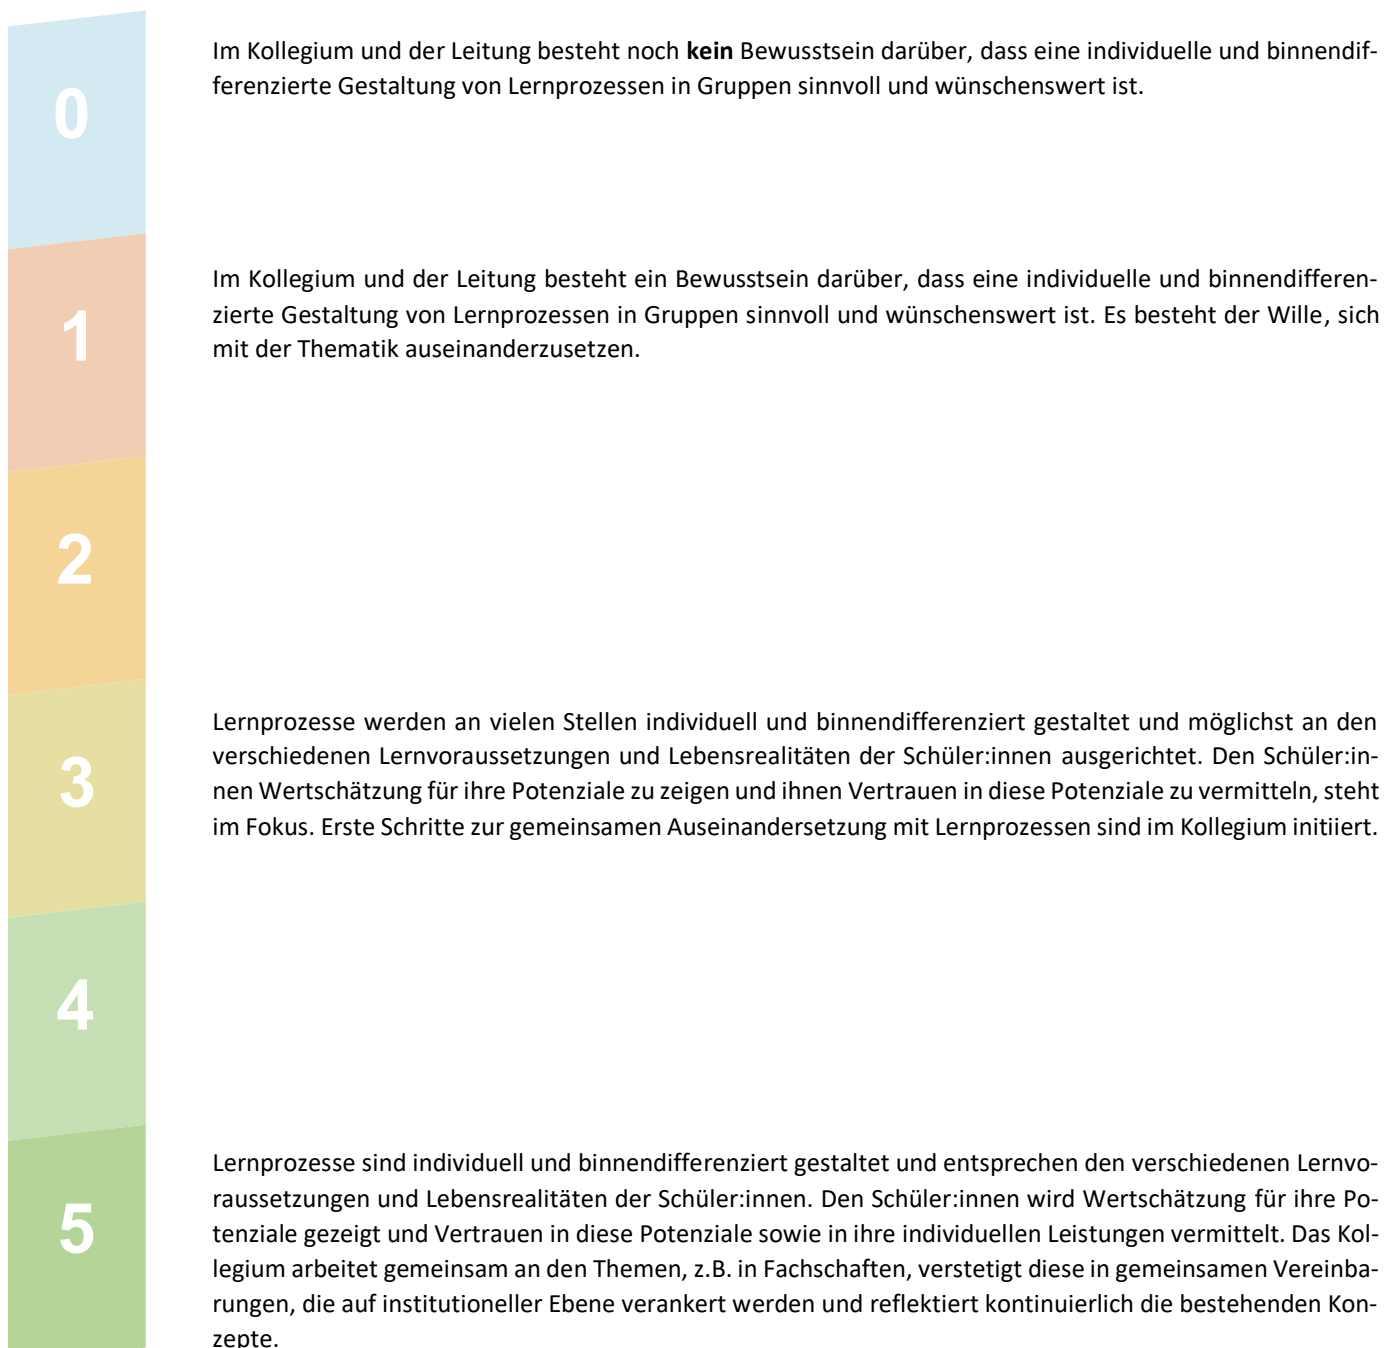 0
Im Kollegium und der Leitung besteht noch kein Bewusstsein darüber, dass eine individuelle und binnendif-
ferenzierte Gestaltung von Lernprozessen in Gruppen sinnvoll und wünschenswert ist.
1
Im Kollegium und der Leitung besteht ein Bewusstsein darüber, dass eine individuelle und binnendifferen-
zierte Gestaltung von Lernprozessen in Gruppen sinnvoll und wünschenswert ist. Es besteht der Wille, sich
mit der Thematik auseinanderzusetzen.
2
3
Lernprozesse werden an vielen Stellen individuell und binnendifferenziert gestaltet und möglichst an den
verschiedenen Lernvoraussetzungen und Lebensrealitäten der Schüler:innen ausgerichtet. Den Schüler:in-
nen Wertschätzung für ihre Potenziale zu zeigen und ihnen Vertrauen in diese Potenziale zu vermitteln, steht
im Fokus. Erste Schritte zur gemeinsamen Auseinandersetzung mit Lernprozessen sind im Kollegium initiiert.
4
5
Lernprozesse sind individuell und binnendifferenziert gestaltet und entsprechen den verschiedenen Lernvo-
raussetzungen und Lebensrealitäten der Schüler:innen. Den Schüler:innen wird Wertschätzung für ihre Po-
tenziale gezeigt und Vertrauen in diese Potenziale sowie in ihre individuellen Leistungen vermittelt. Das Kol-
legium arbeitet gemeinsam an den Themen, z.B. in Fachschaften, verstetigt diese in gemeinsamen Vereinba-
rungen, die auf institutioneller Ebene verankert werden und reflektiert kontinuierlich die bestehenden Kon-
zepte.